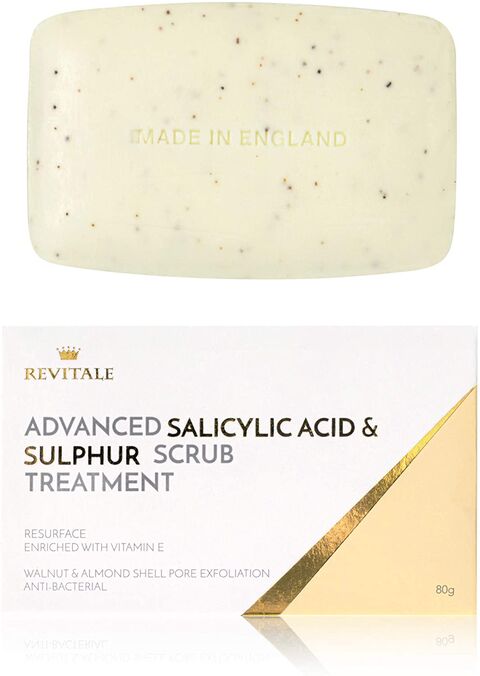 MADE IN ENGLAND
REVITALE
ADVANCED SALICYLIC ACID &
SULPHUR SCRUB
TREATMENT
RESURFACE
ENRICHED WITH VITAMIN E
WALNUT & ALMOND SHELL PORE EXFOLIATION
ANTI-BACTERIAL
80g